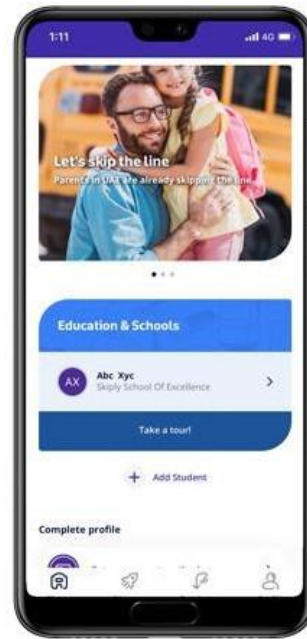 1:11
4G
Let's skip the line
Parents in UAE are already skipping the line
Education & Schools
AX
Abc Xyc
Skiply School Of Excellence
Take a tour!
+ Add Student
Complete profile